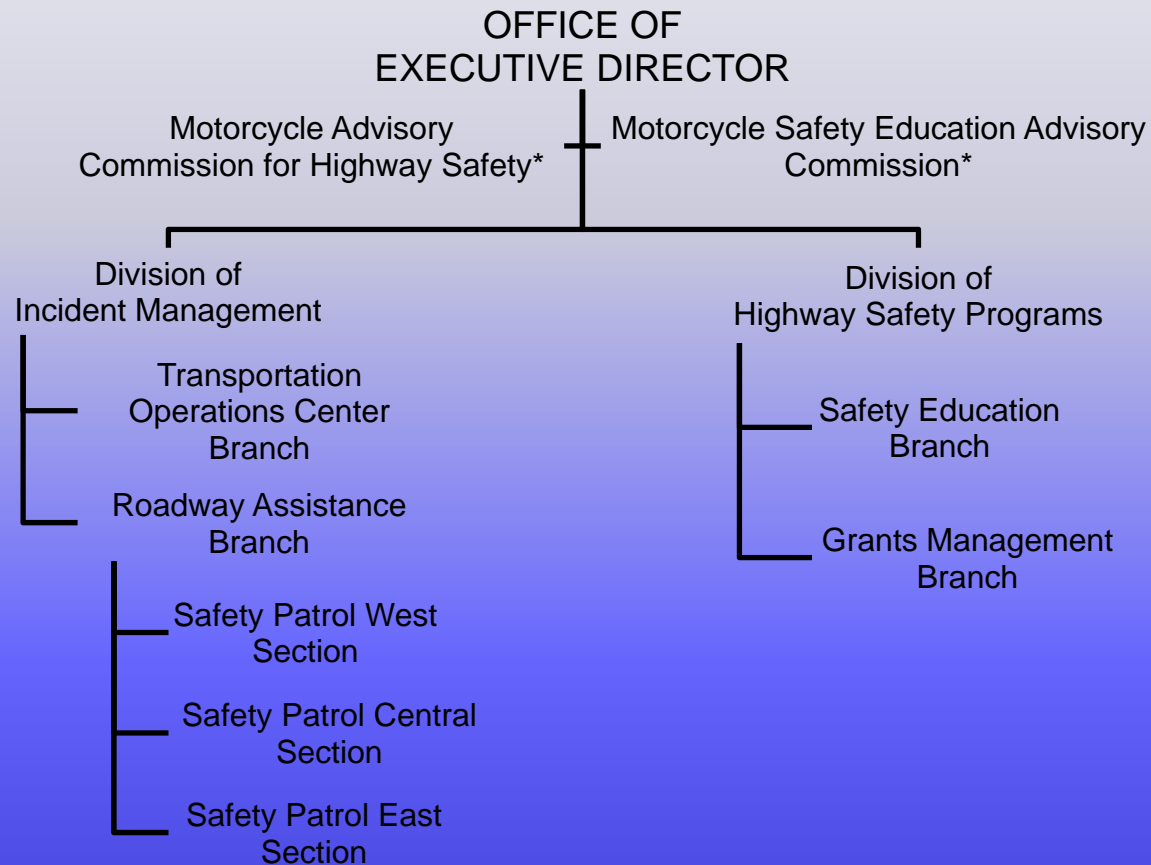 OFFICE OF
EXECUTIVE DIRECTOR
Motorcycle Advisory
Commission for Highway Safety*
Motorcycle Safety Education Advisory
Commission*
Division of
Incident Management
Transportation
Operations Center
Branch
Roadway Assistance
Branch
Safety Patrol West
Section
Safety Patrol Central
Section
Safety Patrol East
Section
Division of
Highway Safety Programs
Safety Education
Branch
Grants Management
Branch